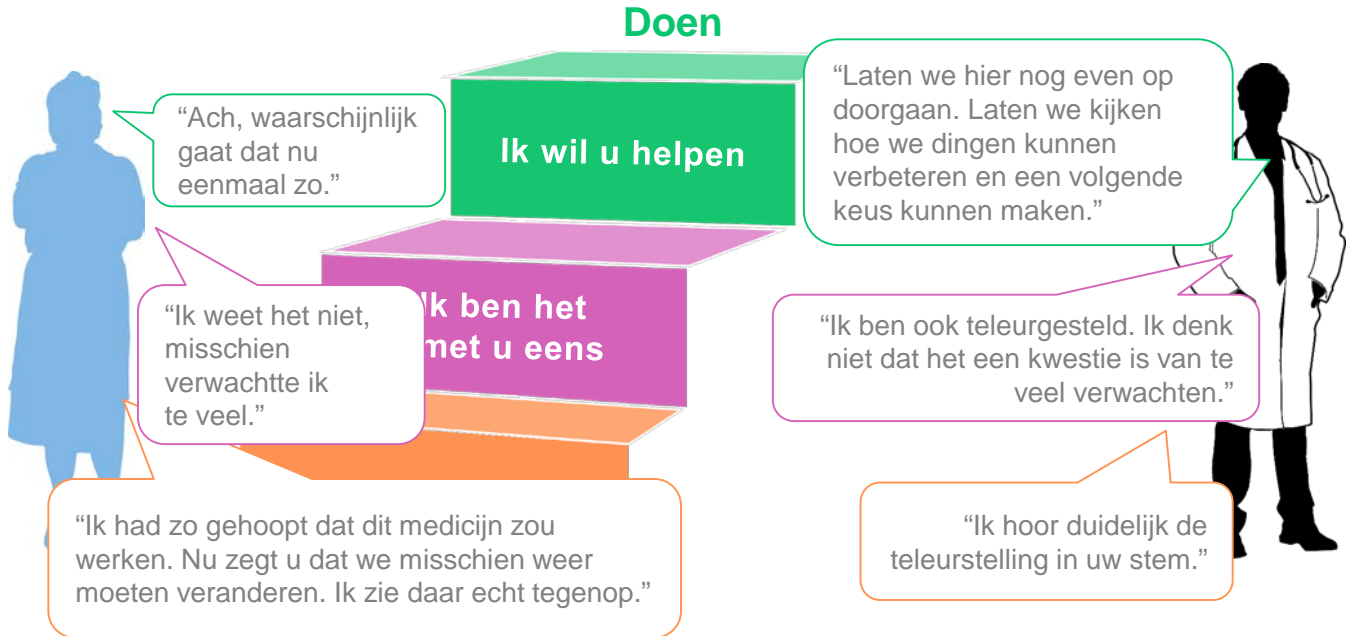 Doen
“Ach, waarschijnlijk
gaat dat nu
eenmaal zo.”
Ik wil u helpen
“Laten we hier nog even op
doorgaan. Laten we kijken
hoe we dingen kunnen
verbeteren en een volgende
keus kunnen maken.”
“Ik weet het niet,
misschien
verwachtte ik
te veel.”
Ik ben het
met u eens
“Ik ben ook teleurgesteld. Ik denk
niet dat het een kwestie is van te
veel verwachten.”
“Ik had zo gehoopt dat dit medicijn zou
werken. Nu zegt u dat we misschien weer
moeten veranderen. Ik zie daar echt tegenop.”
“Ik hoor duidelijk de
teleurstelling in uw stem.”